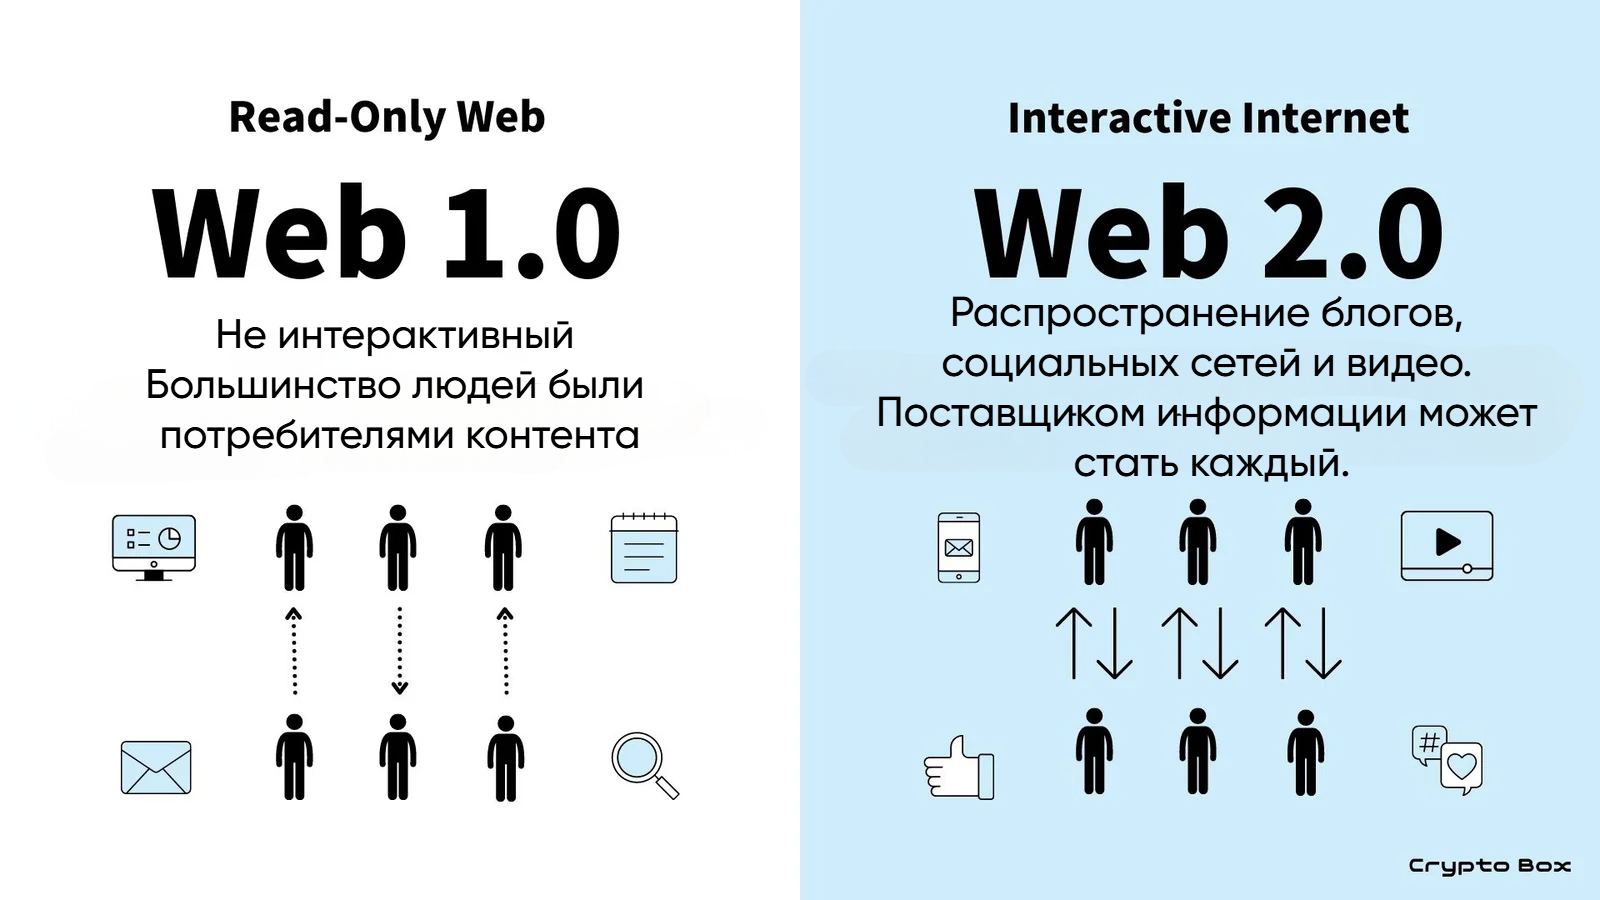 Read-Only Web
Web 1.0
Не интерактивный
Большинство людей были
потребителями контента
Interactive Internet
Web 2.0
Распространение блогов,
социальных сетей и видео.
Поставщиком информации может
стать каждый.
#
Crypto Box